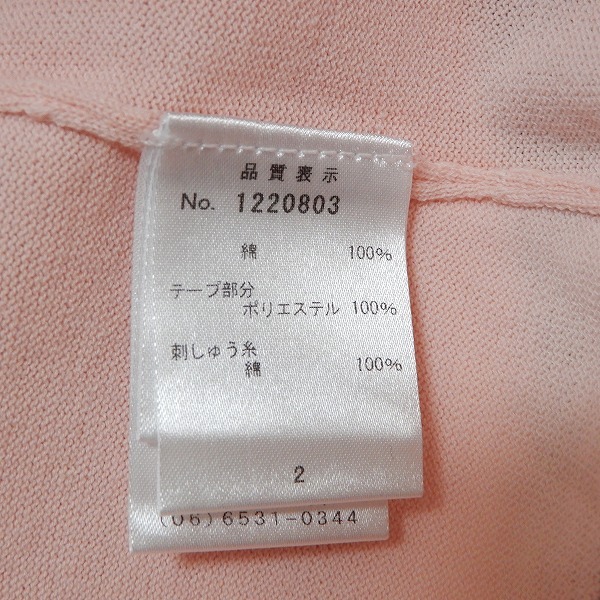 品質表示
No. 1220803
綿 100%
テープ部分
ポリエステル 100%
刺しゅう糸
綿 100%
2
(06)6531-0344